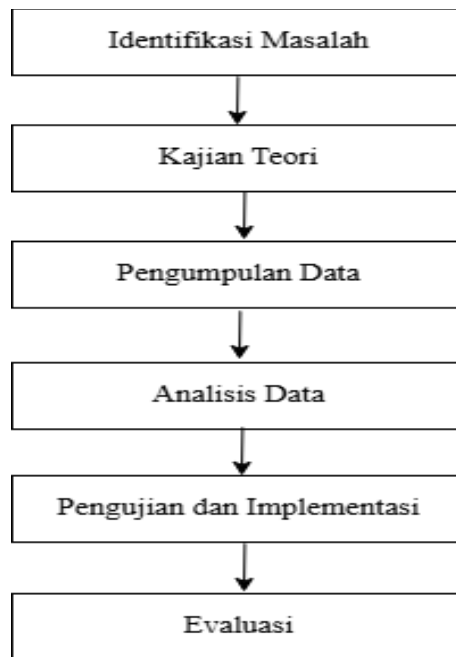 Identifikasi Masalah
Kajian Teori
Pengumpulan Data
Analisis Data
Pengujian dan Implementasi
Evaluasi